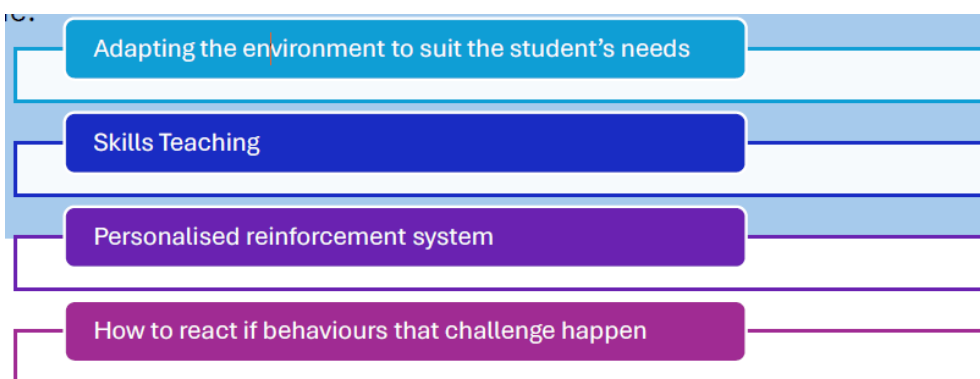 Adapting the environment to suit the student’s needs
Skills Teaching
Personalised reinforcement system
How to react if behaviours that challenge happen